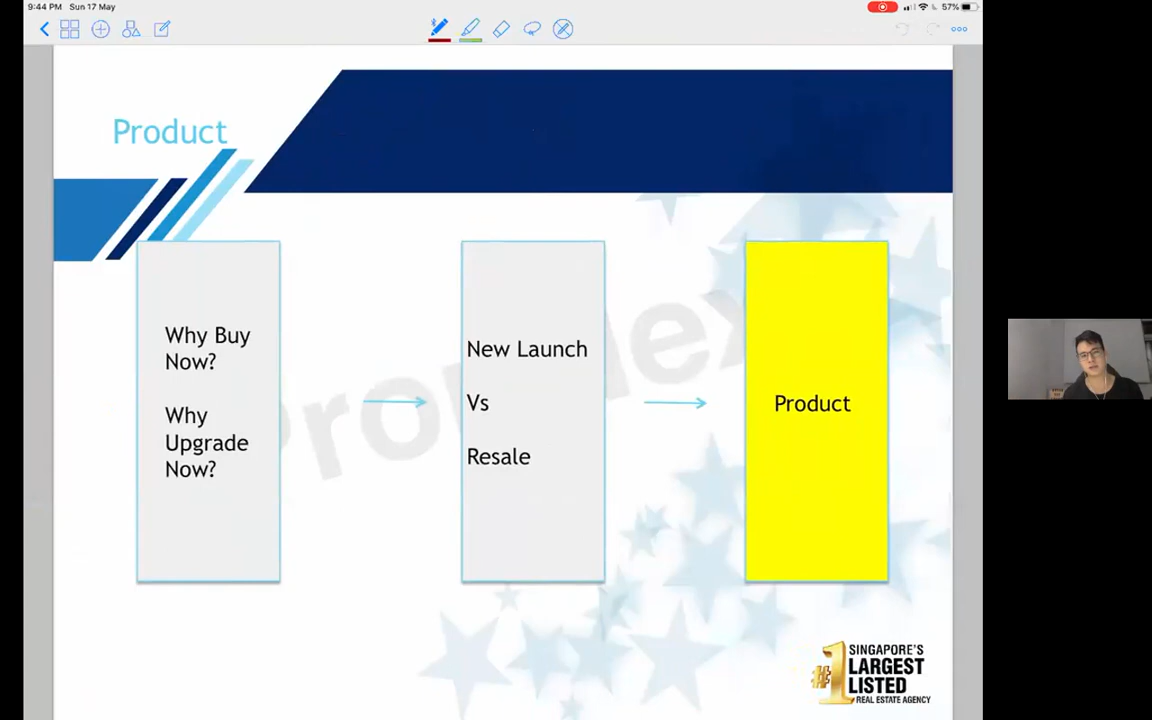 9:44 PM Sun 17 May
57%
Product
Why Buy
Now?
Why
Upgrade
Now?
New Launch
Vs
Resale
Product
#1
SINGAPORE'S
LARGEST
LISTED
REAL ESTATE AGENCY